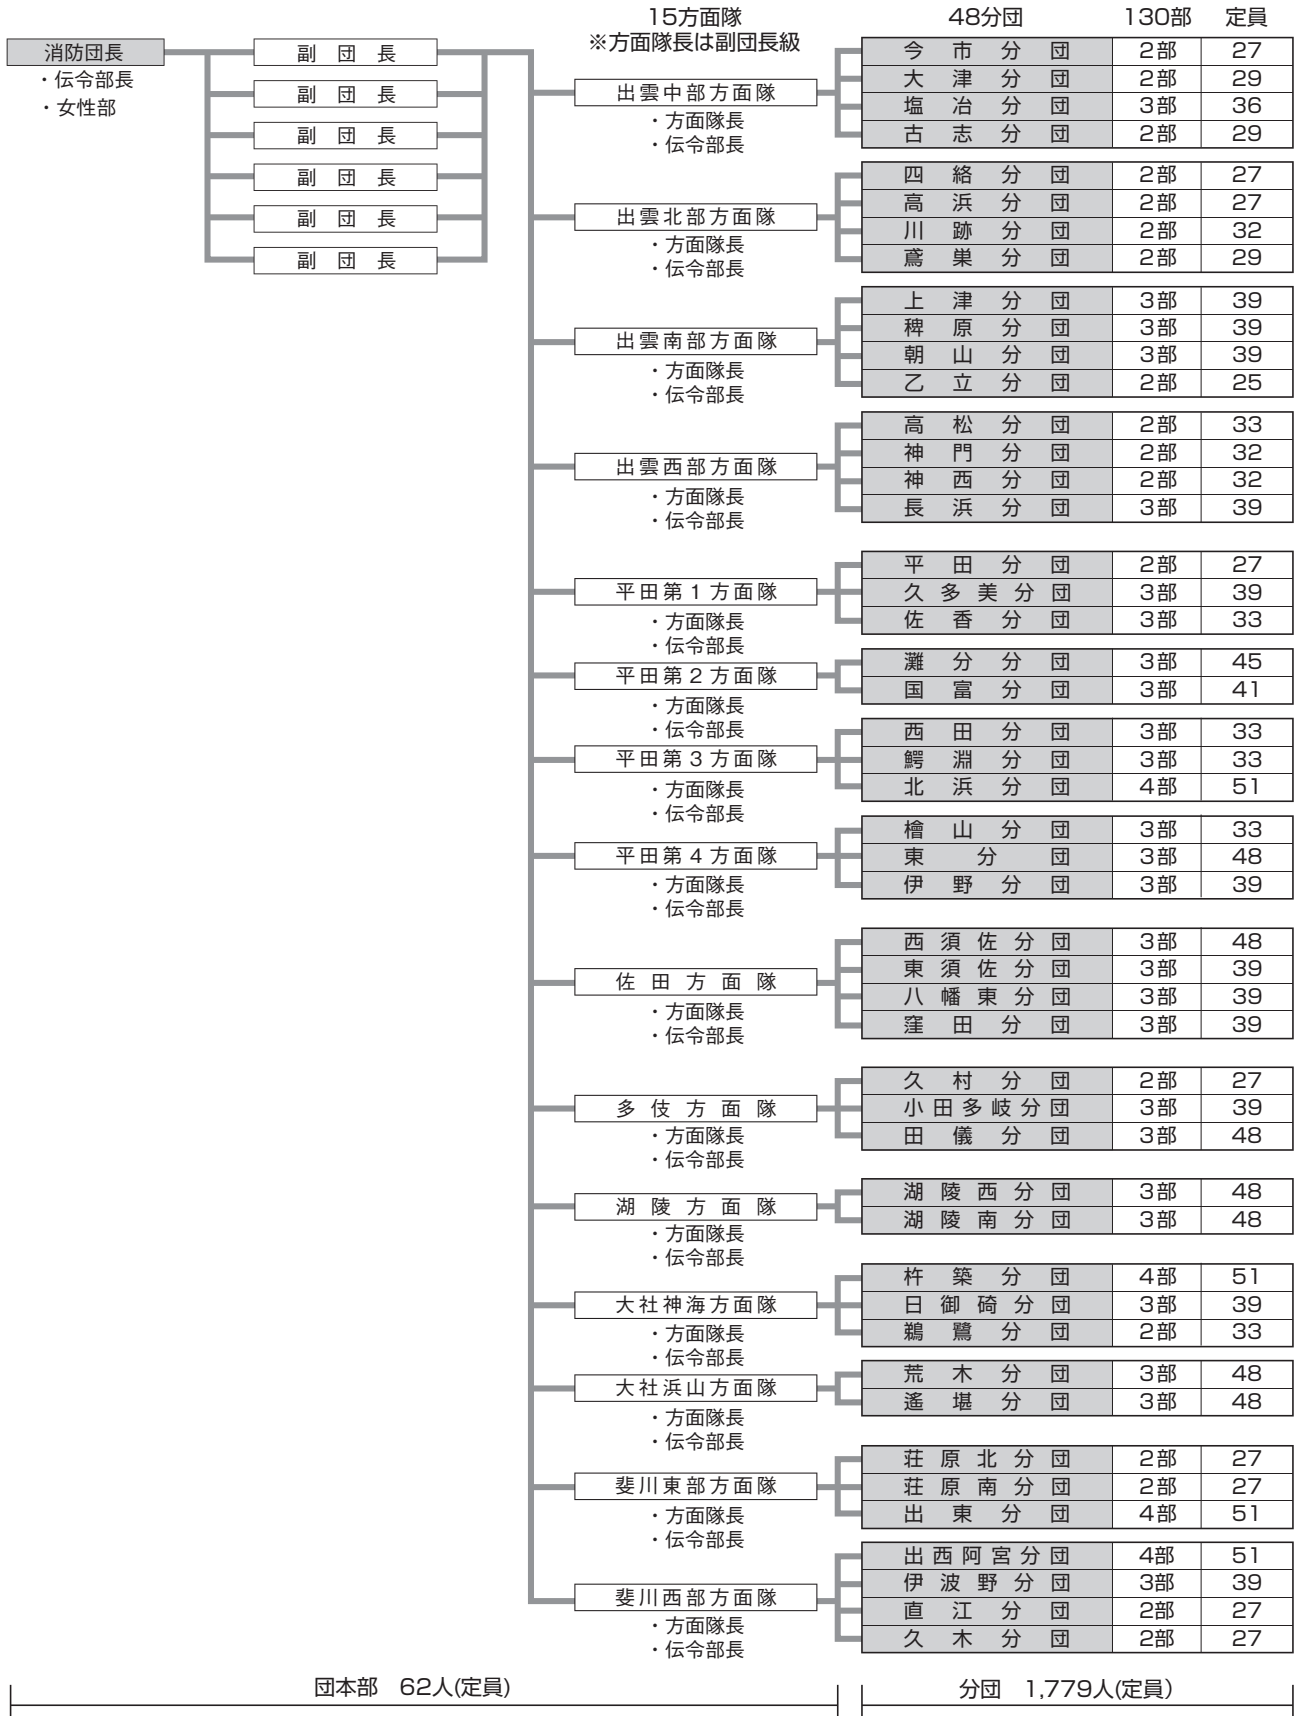 15方面隊 48分団 130部 定員
※方面隊長は副団長級
消防団長
・伝令部長
・女性部
副団長
副団長
副団長
副団長
副団長
副団長
出雲中部方面隊
・方面隊長
・伝令部長
今市分団 2部 27
大津分団 2部 29
塩冶分団 3部 36
古志分団 2部 29
出雲北部方面隊
・方面隊長
・伝令部長
四絡分団 2部 27
高浜分団 2部 27
川跡分団 2部 32
鳶巣分団 2部 29
出雲南部方面隊
・方面隊長
・伝令部長
上津分団 3部 39
稗原分団 3部 39
朝山分団 3部 39
乙立分団 2部 25
出雲西部方面隊
・方面隊長
・伝令部長
高松分団 2部 33
神門分団 2部 32
神西分団 2部 32
長浜分団 3部 39
平田第1方面隊
・方面隊長
・伝令部長
平田分団 2部 27
久多美分団 3部 39
佐香分団 3部 33
平田第2方面隊
・方面隊長
・伝令部長
灘分分団 3部 45
国富分団 3部 41
平田第3方面隊
・方面隊長
・伝令部長
西田分団 3部 33
鰐淵分団 3部 33
北浜分団 4部 51
平田第4方面隊
・方面隊長
・伝令部長
檜山分団 3部 33
東分団 3部 48
伊野分団 3部 39
佐田方面隊
・方面隊長
・伝令部長
西須佐分団 3部 48
東須佐分団 3部 39
八幡東分団 3部 39
窪田分団 3部 39
多伎方面隊
・方面隊長
・伝令部長
久村分団 2部 27
小田多岐分団 3部 39
田儀分団 3部 48
湖陵方面隊
・方面隊長
・伝令部長
湖陵西分団 3部 48
湖陵南分団 3部 48
大社神海方面隊
・方面隊長
・伝令部長
杵築分団 4部 51
日御碕分団 3部 39
鵜鷺分団 2部 33
大社浜山方面隊
・方面隊長
・伝令部長
荒木分団 3部 48
遙堪分団 3部 48
斐川東部方面隊
・方面隊長
・伝令部長
荘原北分団 2部 27
荘原南分団 2部 27
出東分団 4部 51
斐川西部方面隊
・方面隊長
・伝令部長
出西阿宮分団 4部 51
伊波野分団 3部 39
直江分団 2部 27
久木分団 2部 27
団本部 62人(定員) 分団 1,779人(定員)